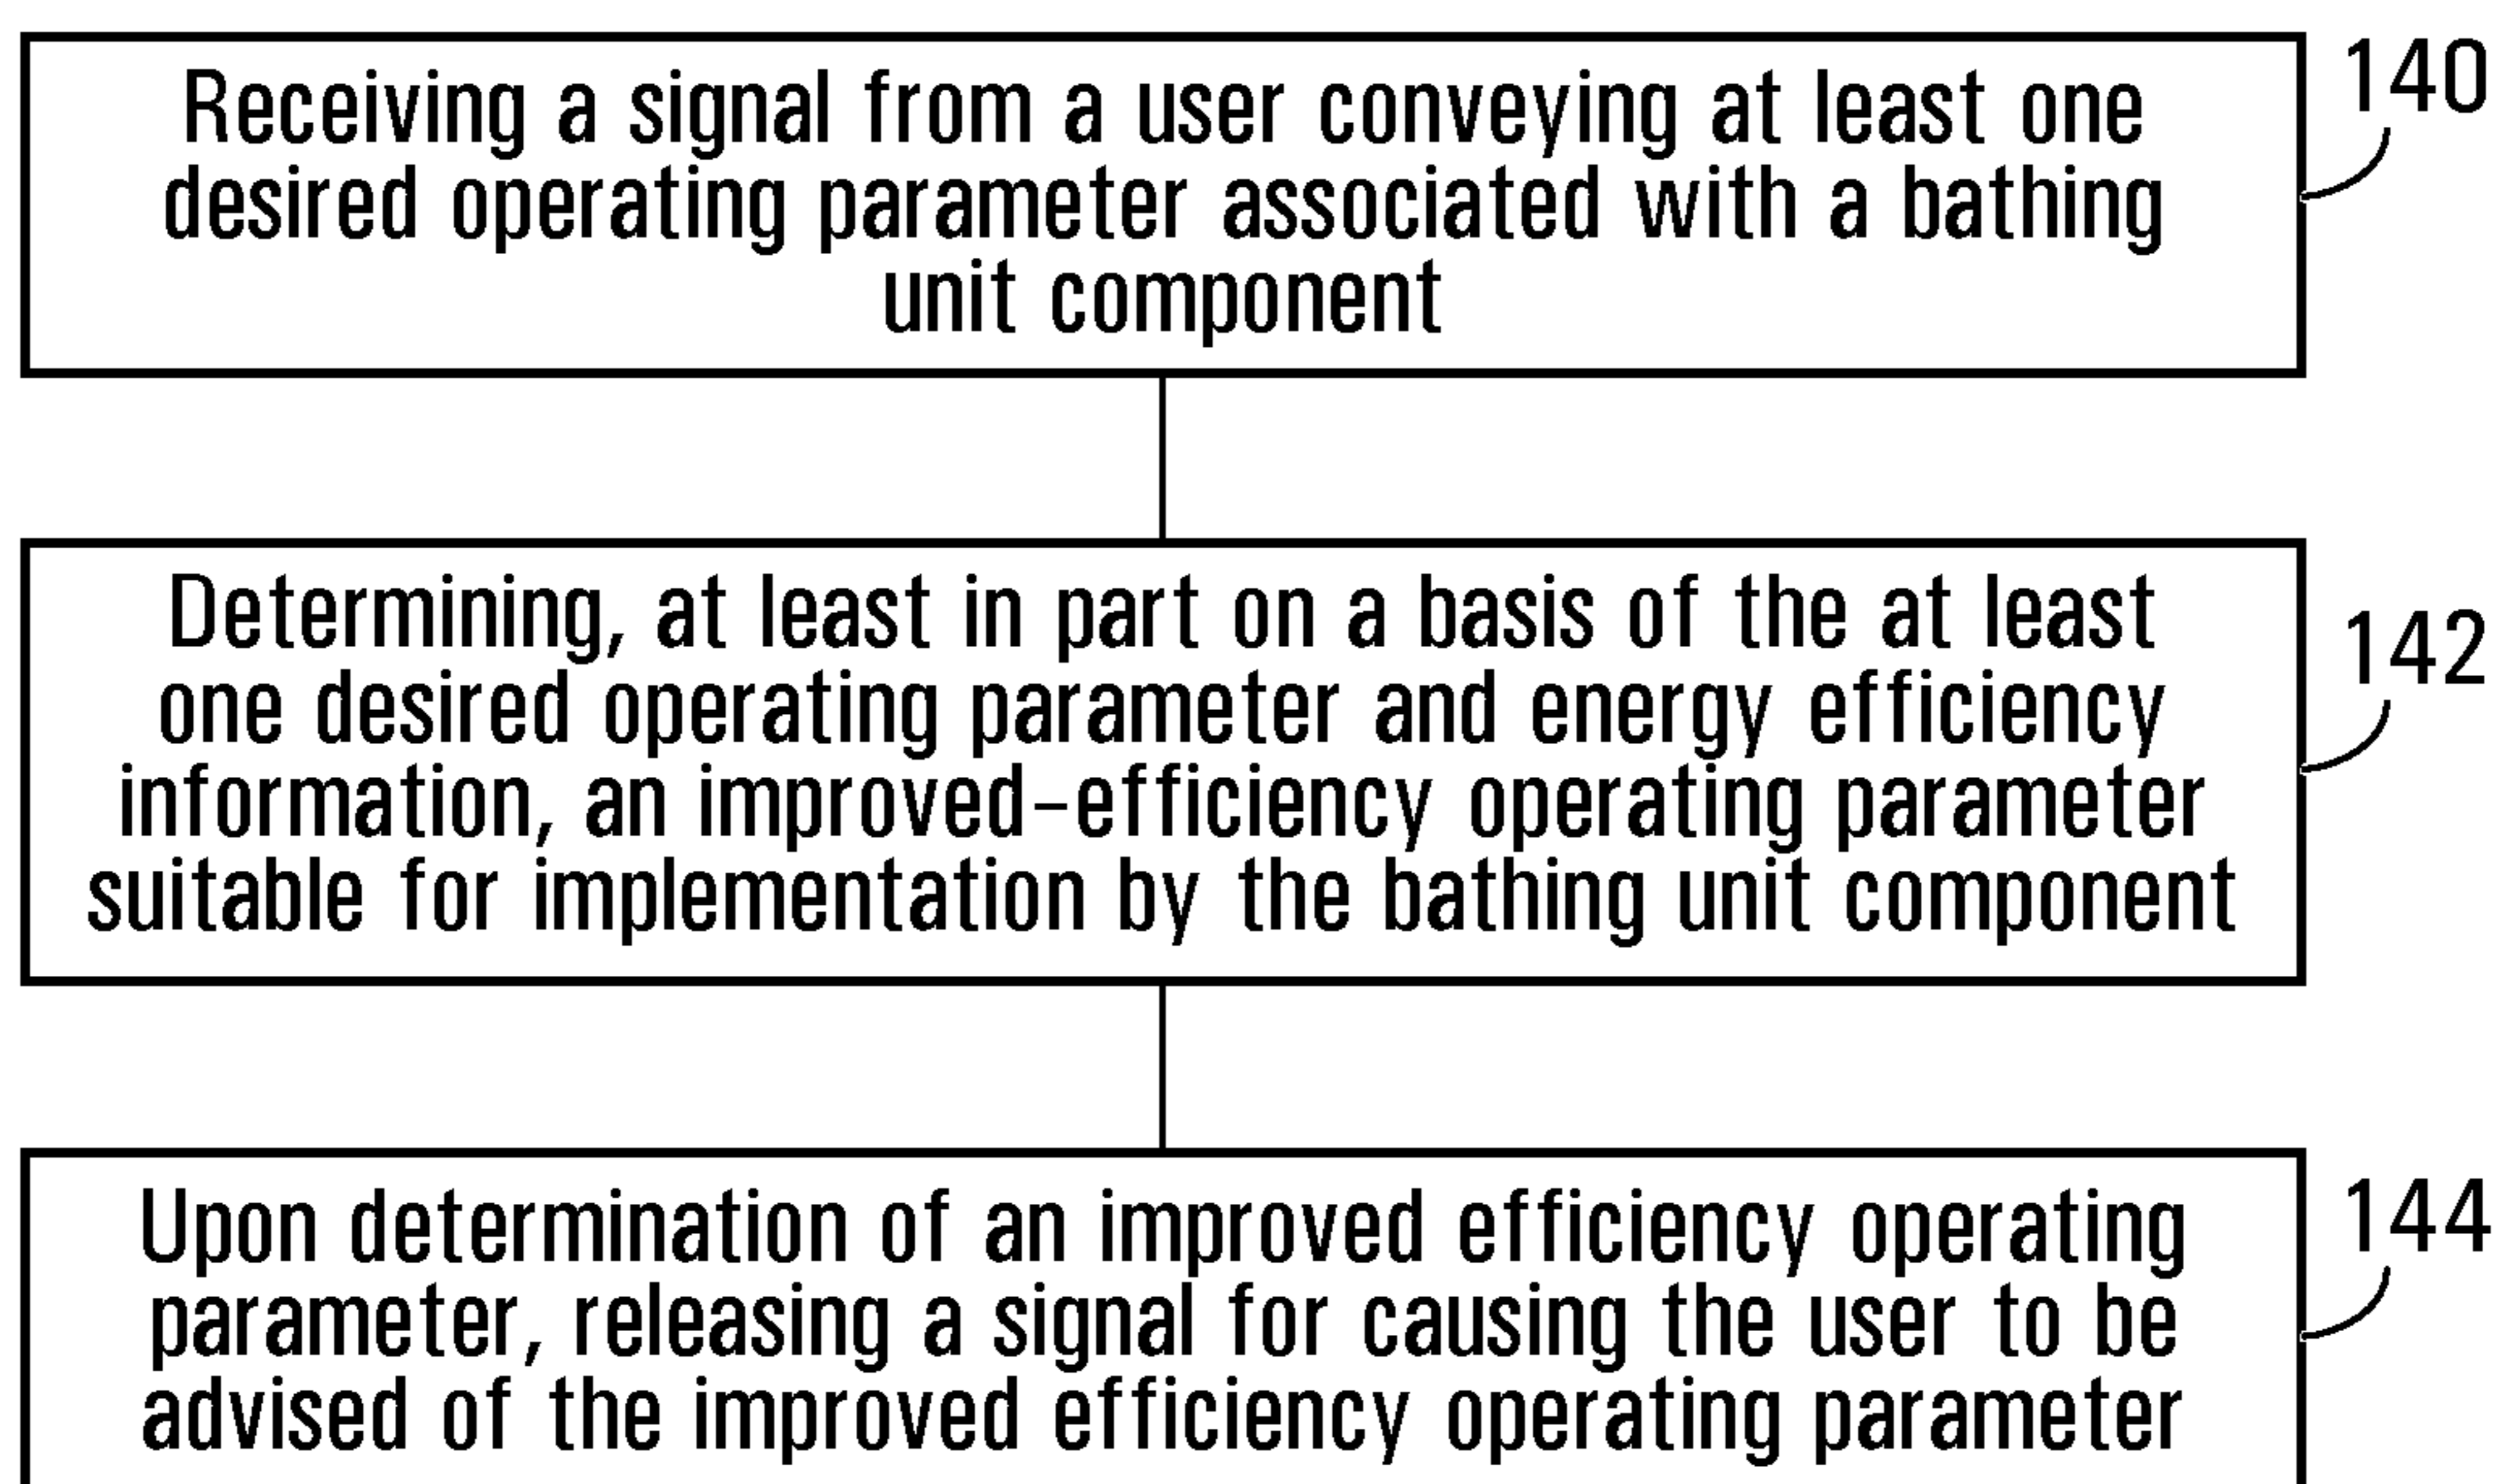 Receiving a signal from a user conveying at least one
desired operating parameter associated with a bathing
unit component
140
Determining, at least in part on a basis of the at least
one desired operating parameter and energy efficiency
information, an improved-efficiency operating parameter
suitable for implementation by the bathing unit component
142
Upon determination of an improved efficiency operating
parameter, releasing a signal for causing the user to be
advised of the improved efficiency operating parameter
144